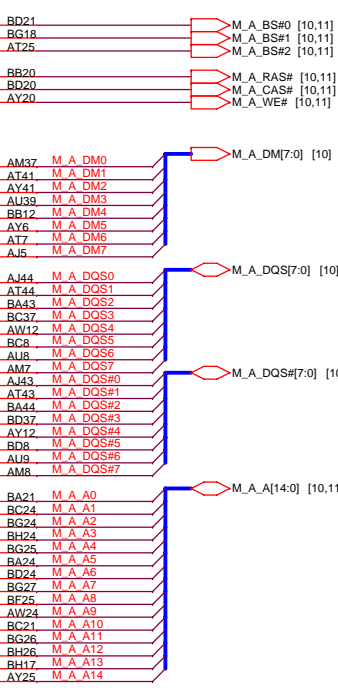 BD21 M_A_BS#0 [10,11]
BG18 M_A_BS#1 [10,11]
AT25 M_A_BS#2 [10,11]
BB20 M_A_RAS# [10,11]
BD20 M_A_CAS# [10,11]
AY20 M_A_WE# [10,11]
M_A_DM[7:0] [10]
AM37 M_A_DM0
AT41 M_A_DM1
AY41 M_A_DM2
AU39 M_A_DM3
BB12 M_A_DM4
AY6 M_A_DM5
AT7 M_A_DM6
AJ5 M_A_DM7
M_A_DQS[7:0] [10]
AJ44 M_A_DQS0
AT44 M_A_DQS1
BA43 M_A_DQS2
BC37 M_A_DQS3
AW12 M_A_DQS4
BC8 M_A_DQS5
AU8 M_A_DQS6
AM7 M_A_DQS7
M_A_DQS#[7:0] [10
AJ43 M_A_DQS#0
AT43 M_A_DQS#1
BA44 M_A_DQS#2
BD37 M_A_DQS#3
AY12 M_A_DQS#4
BD8 M_A_DQS#5
AU9 M_A_DQS#6
AM8 M_A_DQS#7
M_A_A[14:0] [10,11
BA21 M_A_A0
BC24 M_A_A1
BG24 M_A_A2
BH24 M_A_A3
BG25 M_A_A4
BA24 M_A_A5
BD24 M_A_A6
BG27 M_A_A7
BF25 M_A_A8
AW24 M_A_A9
BC21 M_A_A10
BG26 M_A_A11
BH26 M_A_A12
BH17 M_A_A13
AY25 M_A_A14